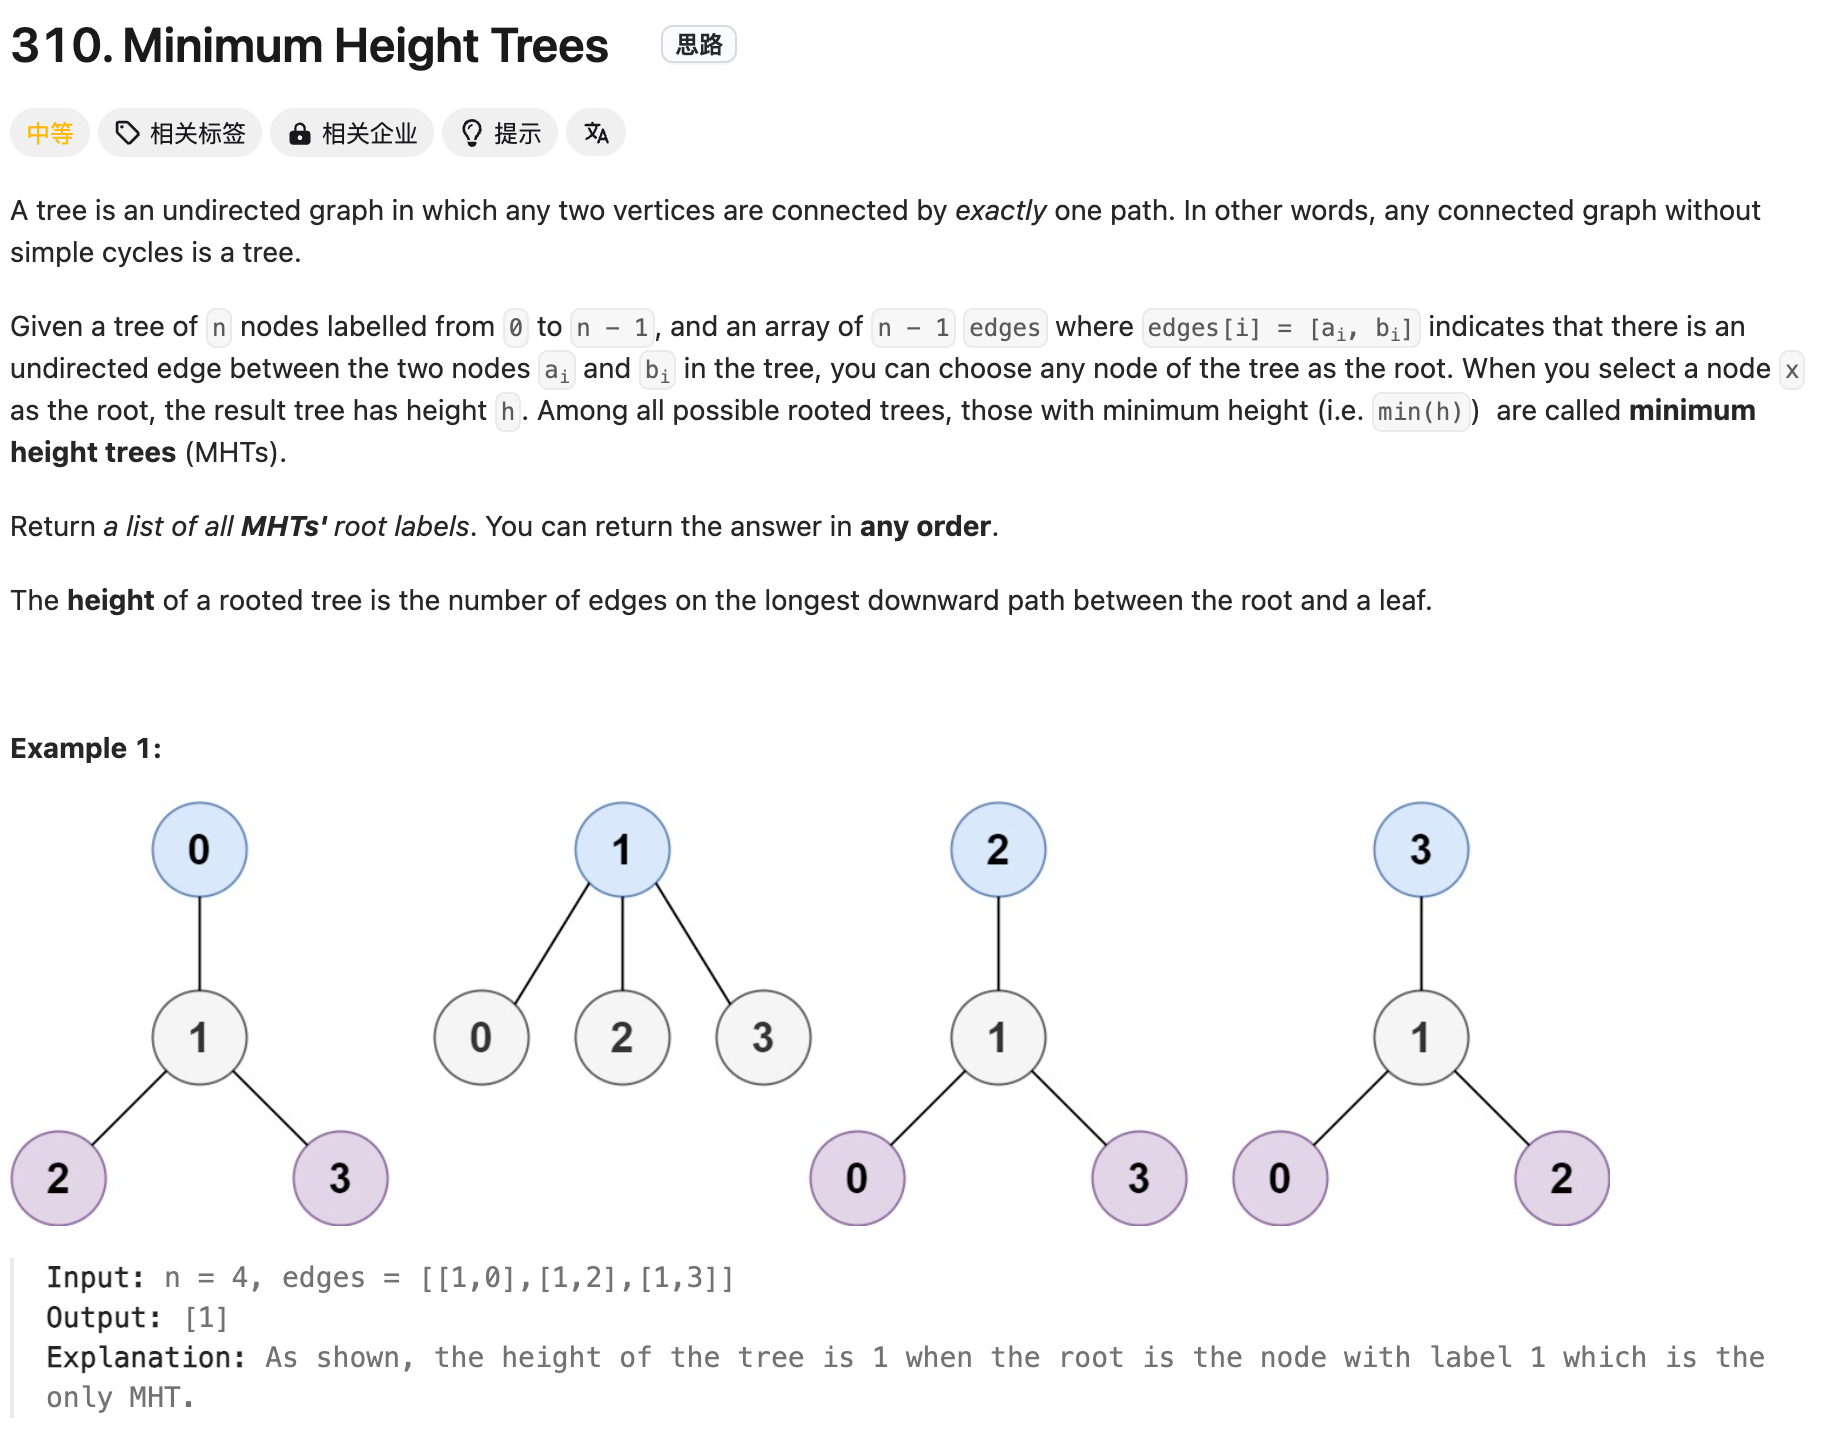 310. Minimum Height Trees 思路
中等 相关标签 相关企业 提示 文A
A tree is an undirected graph in which any two vertices are connected by exactly one path. In other words, any connected graph without
simple cycles is a tree.
Given a tree of n nodes labelled from 0 to n - 1, and an array of n - 1 edges where edges[i] = [aᵢ, bᵢ] indicates that there is an
undirected edge between the two nodes aᵢ and bᵢ in the tree, you can choose any node of the tree as the root. When you select a node x
as the root, the result tree has height h. Among all possible rooted trees, those with minimum height (i.e. min(h)) are called minimum
height trees (MHTs).
Return a list of all MHTs' root labels. You can return the answer in any order.
The height of a rooted tree is the number of edges on the longest downward path between the root and a leaf.
Example 1:
0 1 2 3
1 0 2 3 1 1
2 3 0 3 0 2
Input: n = 4, edges = [[1,0],[1,2],[1,3]]
Output: [1]
Explanation: As shown, the height of the tree is 1 when the root is the node with label 1 which is the
only MHT.